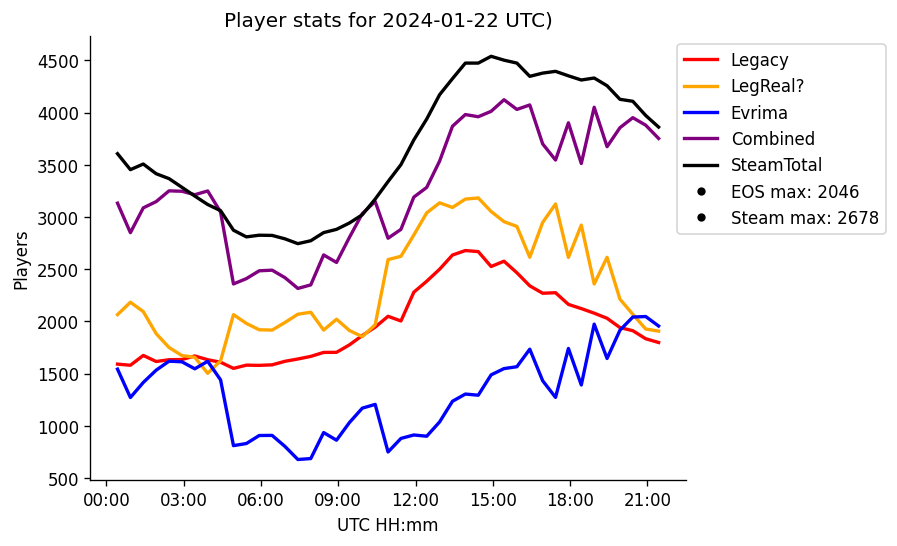 Player stats for 2024-01-22 UTC)
Players
4500
4000
3500
3000
2500
2000
1500
1000
500
00:00 03:00 06:00 09:00 12:00 15:00 18:00 21:00
UTC HH:mm
Legacy
LegReal?
Evrima
Combined
SteamTotal
EOS max: 2046
Steam max: 2678